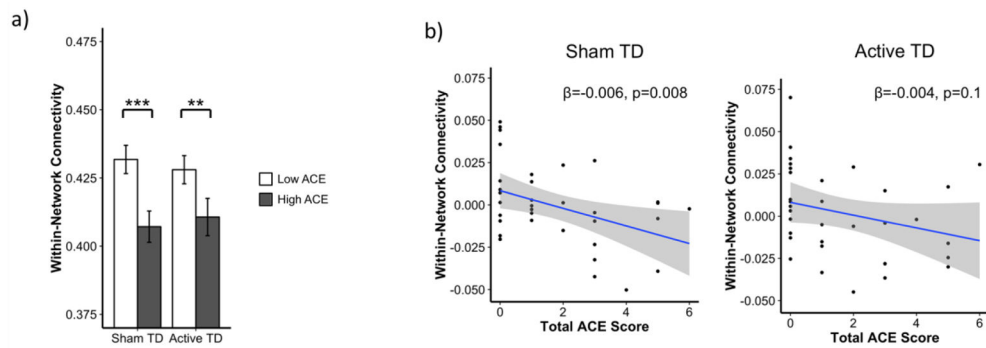 a)
0.475
0.450
0.425
0.400
0.375
Within-Network Connectivity
***
**
Sham TD
Active TD
Low ACE
High ACE
b)
Sham TD
β=-0.006, p=0.008
0.075
0.050
0.025
0.000
-0.025
-0.050
Within-Network Connectivity
0
2
4
6
Total ACE Score
Active TD
β=-0.004, p=0.1
0.075
0.050
0.025
0.000
-0.025
-0.050
Within-Network Connectivity
0
2
4
6
Total ACE Score